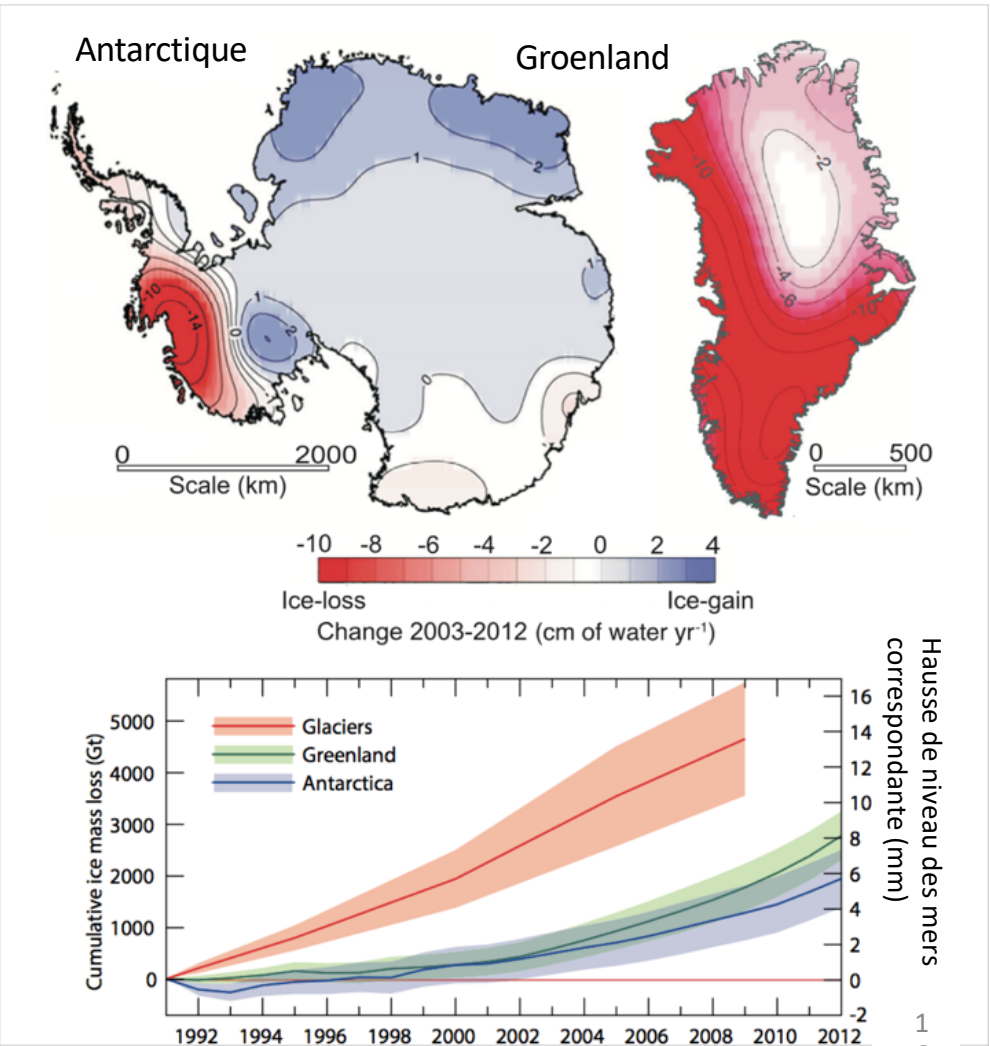 Antarctique
Groenland
1
2
-2
-10
-10
-14
0
1
2
1
0
-4
-6
-10
0 2000
Scale (km)
0 500
Scale (km)
-10 -8 -6 -4 -2 0 2 4
Ice-loss
Ice-gain
Change 2003-2012 (cm of water yr⁻¹)
Hausse de niveau des mers
correspondante (mm)
Cumulative ice mass loss (Gt)
5000
4000
3000
2000
1000
0
Glaciers
Greenland
Antarctica
16
14
12
10
8
6
4
2
0
-2
1992 1994 1996 1998 2000 2002 2004 2006 2008 2010 2012
1